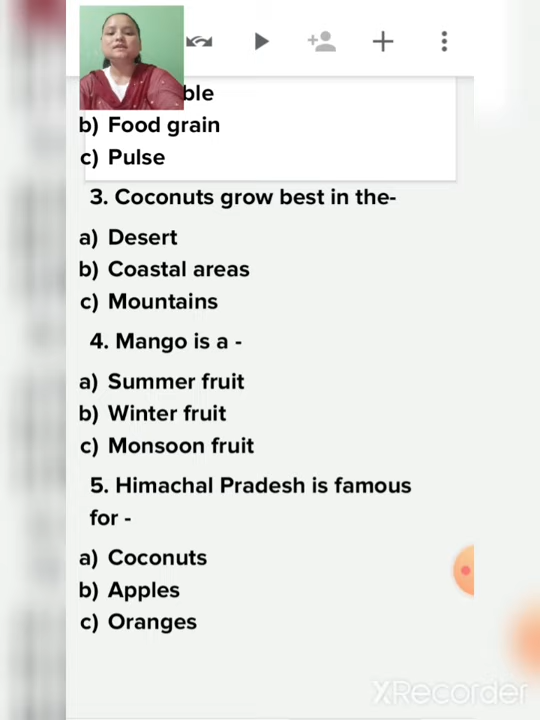 ble
b) Food grain
c) Pulse
3. Coconuts grow best in the-
a) Desert
b) Coastal areas
c) Mountains
4. Mango is a -
a) Summer fruit
b) Winter fruit
c) Monsoon fruit
5. Himachal Pradesh is famous
for -
a) Coconuts
b) Apples
c) Oranges
XRecorder